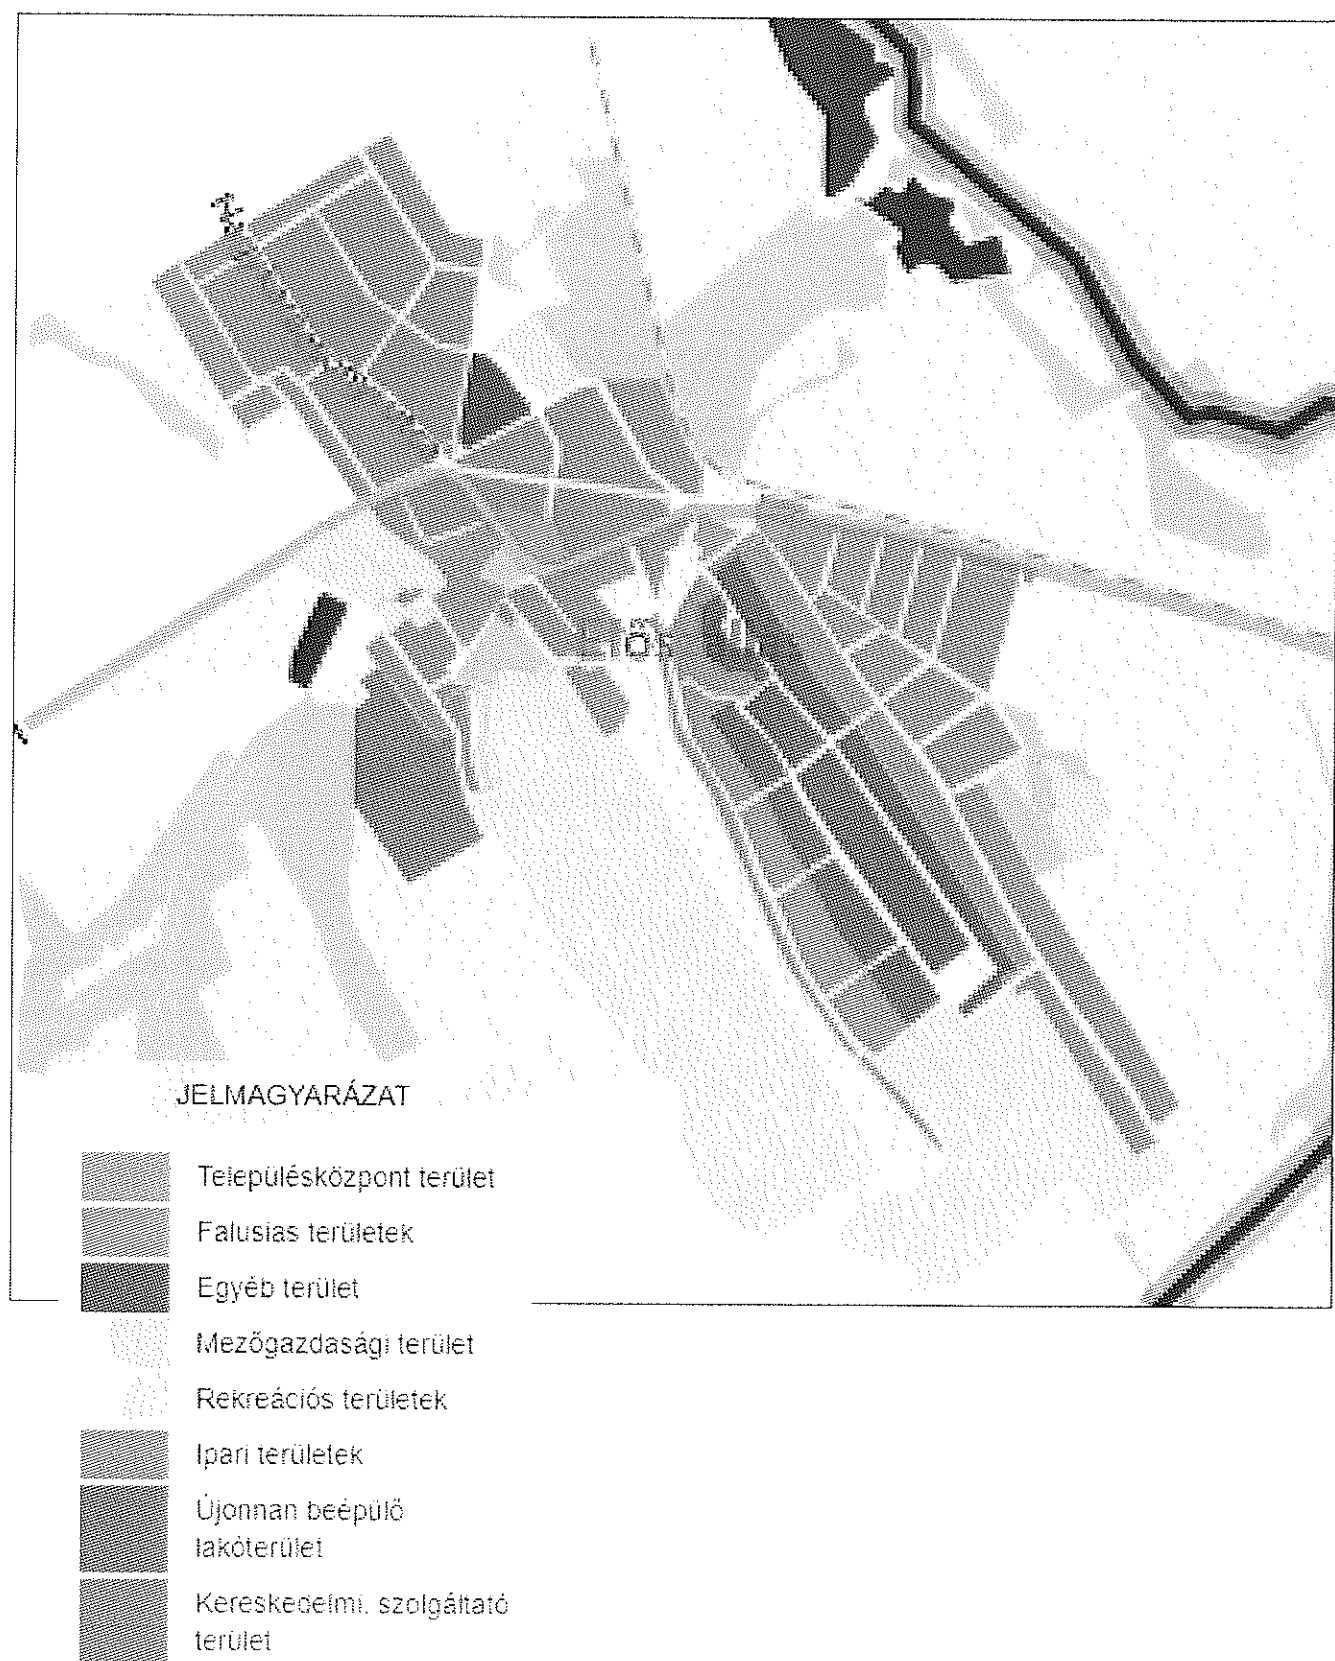 JELMAGYARÁZAT
Településközpont terület
Falusias területek
Egyéb terület
Mezőgazdasági terület
Rekreációs területek
Ipari területek
Újonnan beépülő
lakóterület
Kereskedelmi, szolgáltató
terület